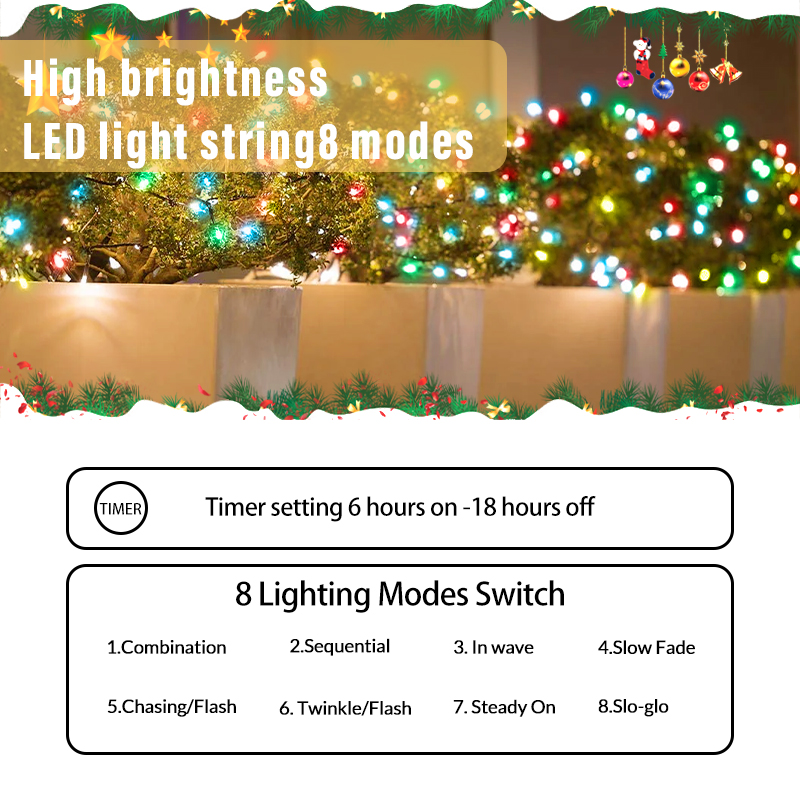 High brightness
LED light string8 modes
TIMER
Timer setting 6 hours on -18 hours off
8 Lighting Modes Switch
1.Combination 2.Sequential 3. In wave 4.Slow Fade
5.Chasing/Flash 6. Twinkle/Flash 7. Steady On 8.Slo-glo